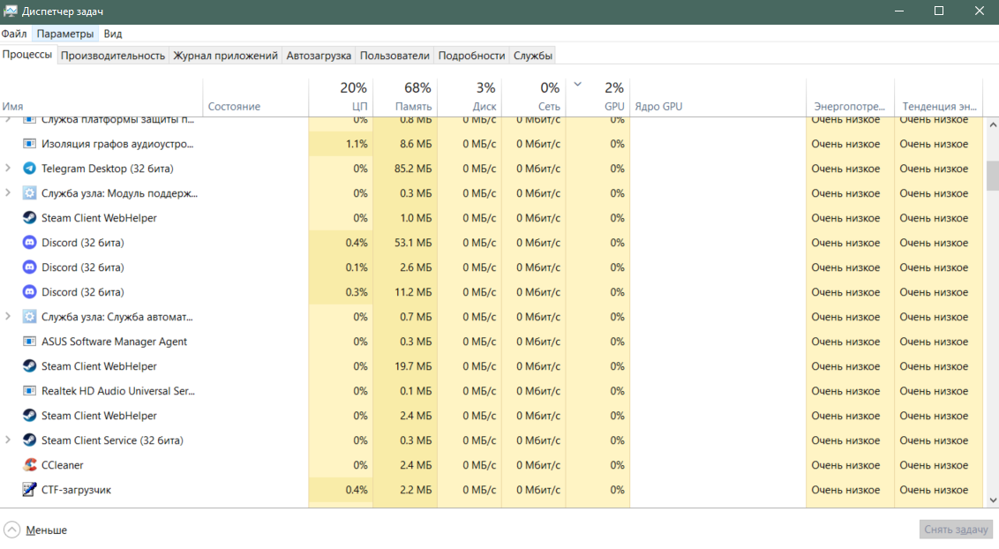 Диспетчер задач
Файл Параметры Вид
Процессы Производительность Журнал приложений Автозагрузка Пользователи Подробности Службы
20% 68% 3% 0% 2%
Имя Состояние ЦП Память Диск Сеть GPU Ядро GPU Энергопотре... Тенденция эн...
Служба платформы защиты п... 0% 0.8 МБ 0 МБ/с 0 Мбит/с 0% Очень низкое Очень низкое
Изоляция графов аудиоустро... 1.1% 8.6 МБ 0 МБ/с 0 Мбит/с 0% Очень низкое Очень низкое
Telegram Desktop (32 бита) 0% 85.2 МБ 0 МБ/с 0 Мбит/с 0% Очень низкое Очень низкое
Служба узла: Модуль поддерж... 0% 0.3 МБ 0 МБ/с 0 Мбит/с 0% Очень низкое Очень низкое
Steam Client WebHelper 0% 1.0 МБ 0 МБ/с 0 Мбит/с 0% Очень низкое Очень низкое
Discord (32 бита) 0.4% 53.1 МБ 0 МБ/с 0 Мбит/с 0% Очень низкое Очень низкое
Discord (32 бита) 0.1% 2.6 МБ 0 МБ/с 0 Мбит/с 0% Очень низкое Очень низкое
Discord (32 бита) 0.3% 11.2 МБ 0 МБ/с 0 Мбит/с 0% Очень низкое Очень низкое
Служба узла: Служба автомат... 0% 0.7 МБ 0 МБ/с 0 Мбит/с 0% Очень низкое Очень низкое
ASUS Software Manager Agent 0% 0.3 МБ 0 МБ/с 0 Мбит/с 0% Очень низкое Очень низкое
Steam Client WebHelper 0% 19.7 МБ 0 МБ/с 0 Мбит/с 0% Очень низкое Очень низкое
Realtek HD Audio Universal Ser... 0% 0.1 МБ 0 МБ/с 0 Мбит/с 0% Очень низкое Очень низкое
Steam Client WebHelper 0% 2.4 МБ 0 МБ/с 0 Мбит/с 0% Очень низкое Очень низкое
Steam Client Service (32 бита) 0% 0.3 МБ 0 МБ/с 0 Мбит/с 0% Очень низкое Очень низкое
CCleaner 0% 2.4 МБ 0 МБ/с 0 Мбит/с 0% Очень низкое Очень низкое
CTF-загрузчик 0.4% 2.2 МБ 0 МБ/с 0 Мбит/с 0% Очень низкое Очень низкое
Меньше Снять задачу